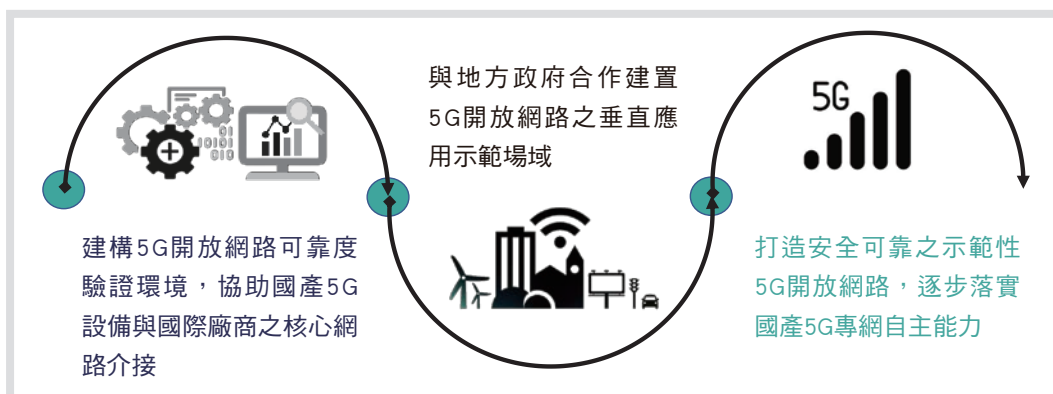 建構5G開放網路可靠度
驗證環境，協助國產5G
設備與國際廠商之核心網
路介接
與地方政府合作建置
5G開放網路之垂直應
用示範場域
5G
打造安全可靠之示範性
5G開放網路，逐步落實
國產5G專網自主能力
01
10101
010